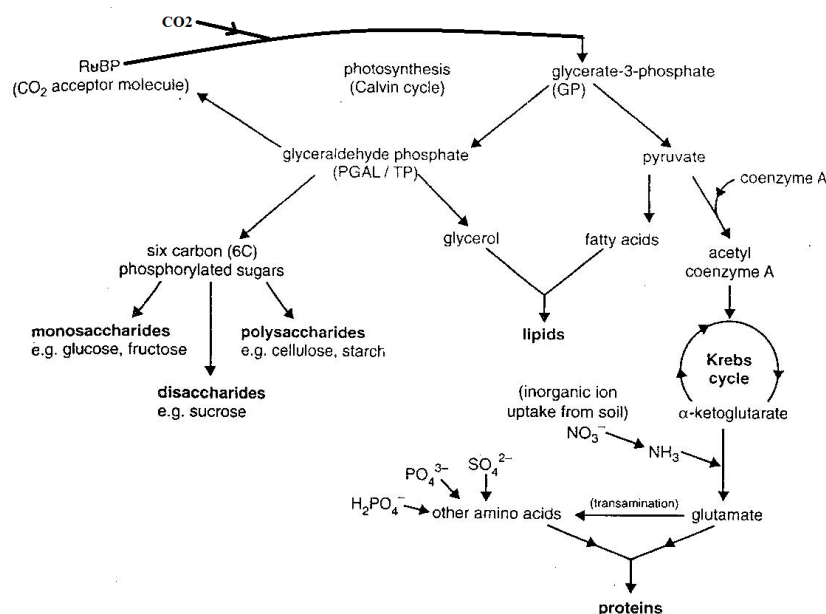 CO2
RuBP
(CO₂ acceptor molecule)
photosynthesis
(Calvin cycle)
glycerate-3-phosphate
(GP)
glyceraldehyde phosphate
(PGAL / TP)
pyruvate
coenzyme A
six carbon (6C)
phosphorylated sugars
glycerol
fatty acids
acetyl
coenzyme A
monosaccharides
e.g. glucose, fructose
polysaccharides
e.g. cellulose, starch
lipids
Krebs
cycle
disaccharides
e.g. sucrose
(inorganic ion
uptake from soil)
α-ketoglutarate
NO₃⁻
NH₃
PO₄³⁻
SO₄²⁻
H₂PO₄⁻
other amino acids
(transamination)
glutamate
proteins